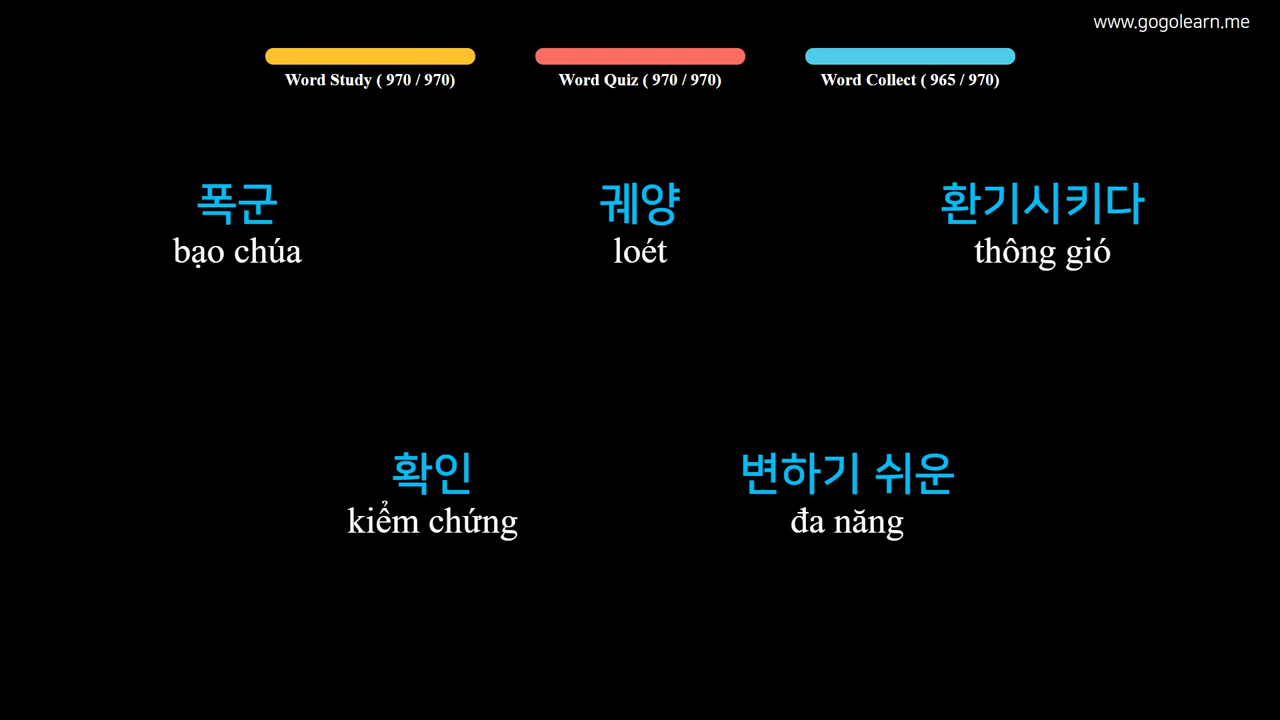 www.gogolearn.me
Word Study ( 970 / 970)
Word Quiz ( 970 / 970)
Word Collect ( 965 / 970)
폭군
bạo chúa
궤양
loét
환기시키다
thông gió
확인
kiểm chứng
변하기 쉬운
đa năng